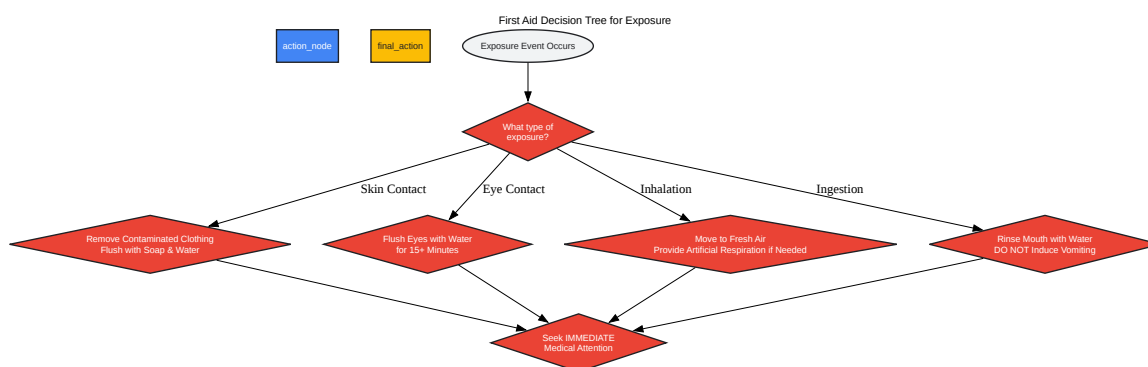 First Aid Decision Tree for Exposure
action_node
final_action
Exposure Event Occurs
What type of
exposure?
Skin Contact
Eye Contact
Inhalation
Ingestion
Remove Contaminated Clothing
Flush with Soap & Water
Flush Eyes with Water
for 15+ Minutes
Move to Fresh Air
Provide Artificial Respiration if Needed
Rinse Mouth with Water
DO NOT Induce Vomiting
Seek IMMEDIATE
Medical Attention